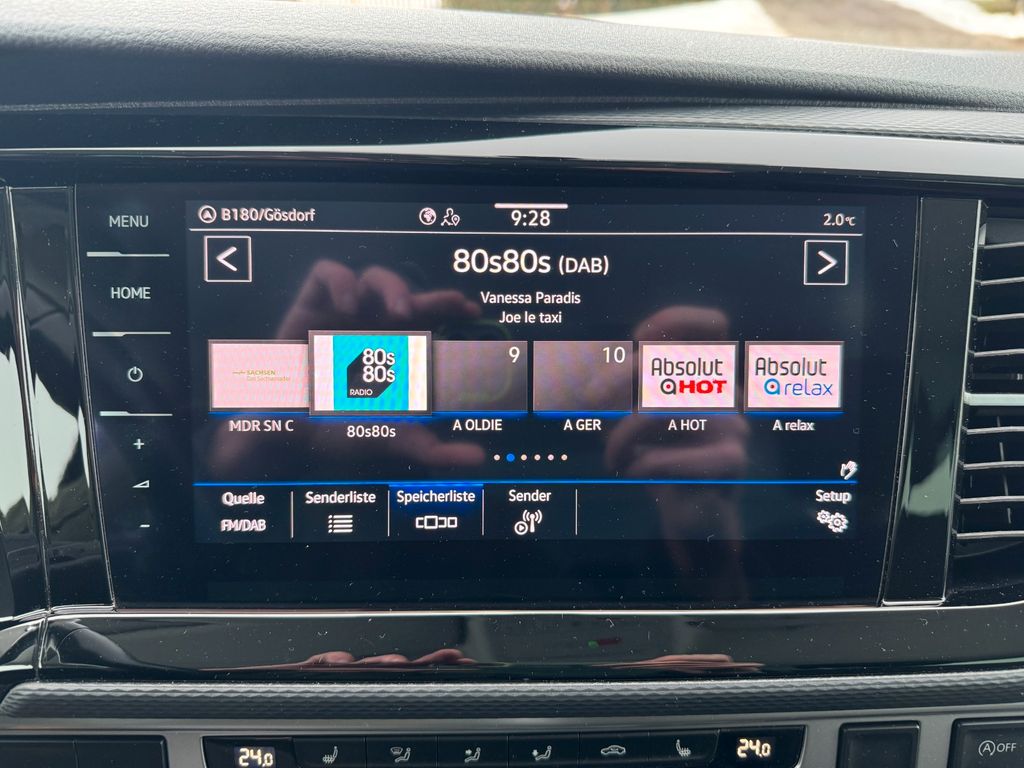 MENU
HOME
+
-
B180/Gösdorf
9:28
2.0°C
<
80s80s (DAB)
>
Vanessa Paradis
Joe le taxi
SACHSEN
80s
80s
RADIO
9
10
Absolut
HOT
Absolut
relax
MDR SN C
80s80s
A OLDIE
A GER
A HOT
A relax
Quelle
FM/DAB
Senderliste
Speicherliste
Sender
Setup
24.0
24.0
A OFF